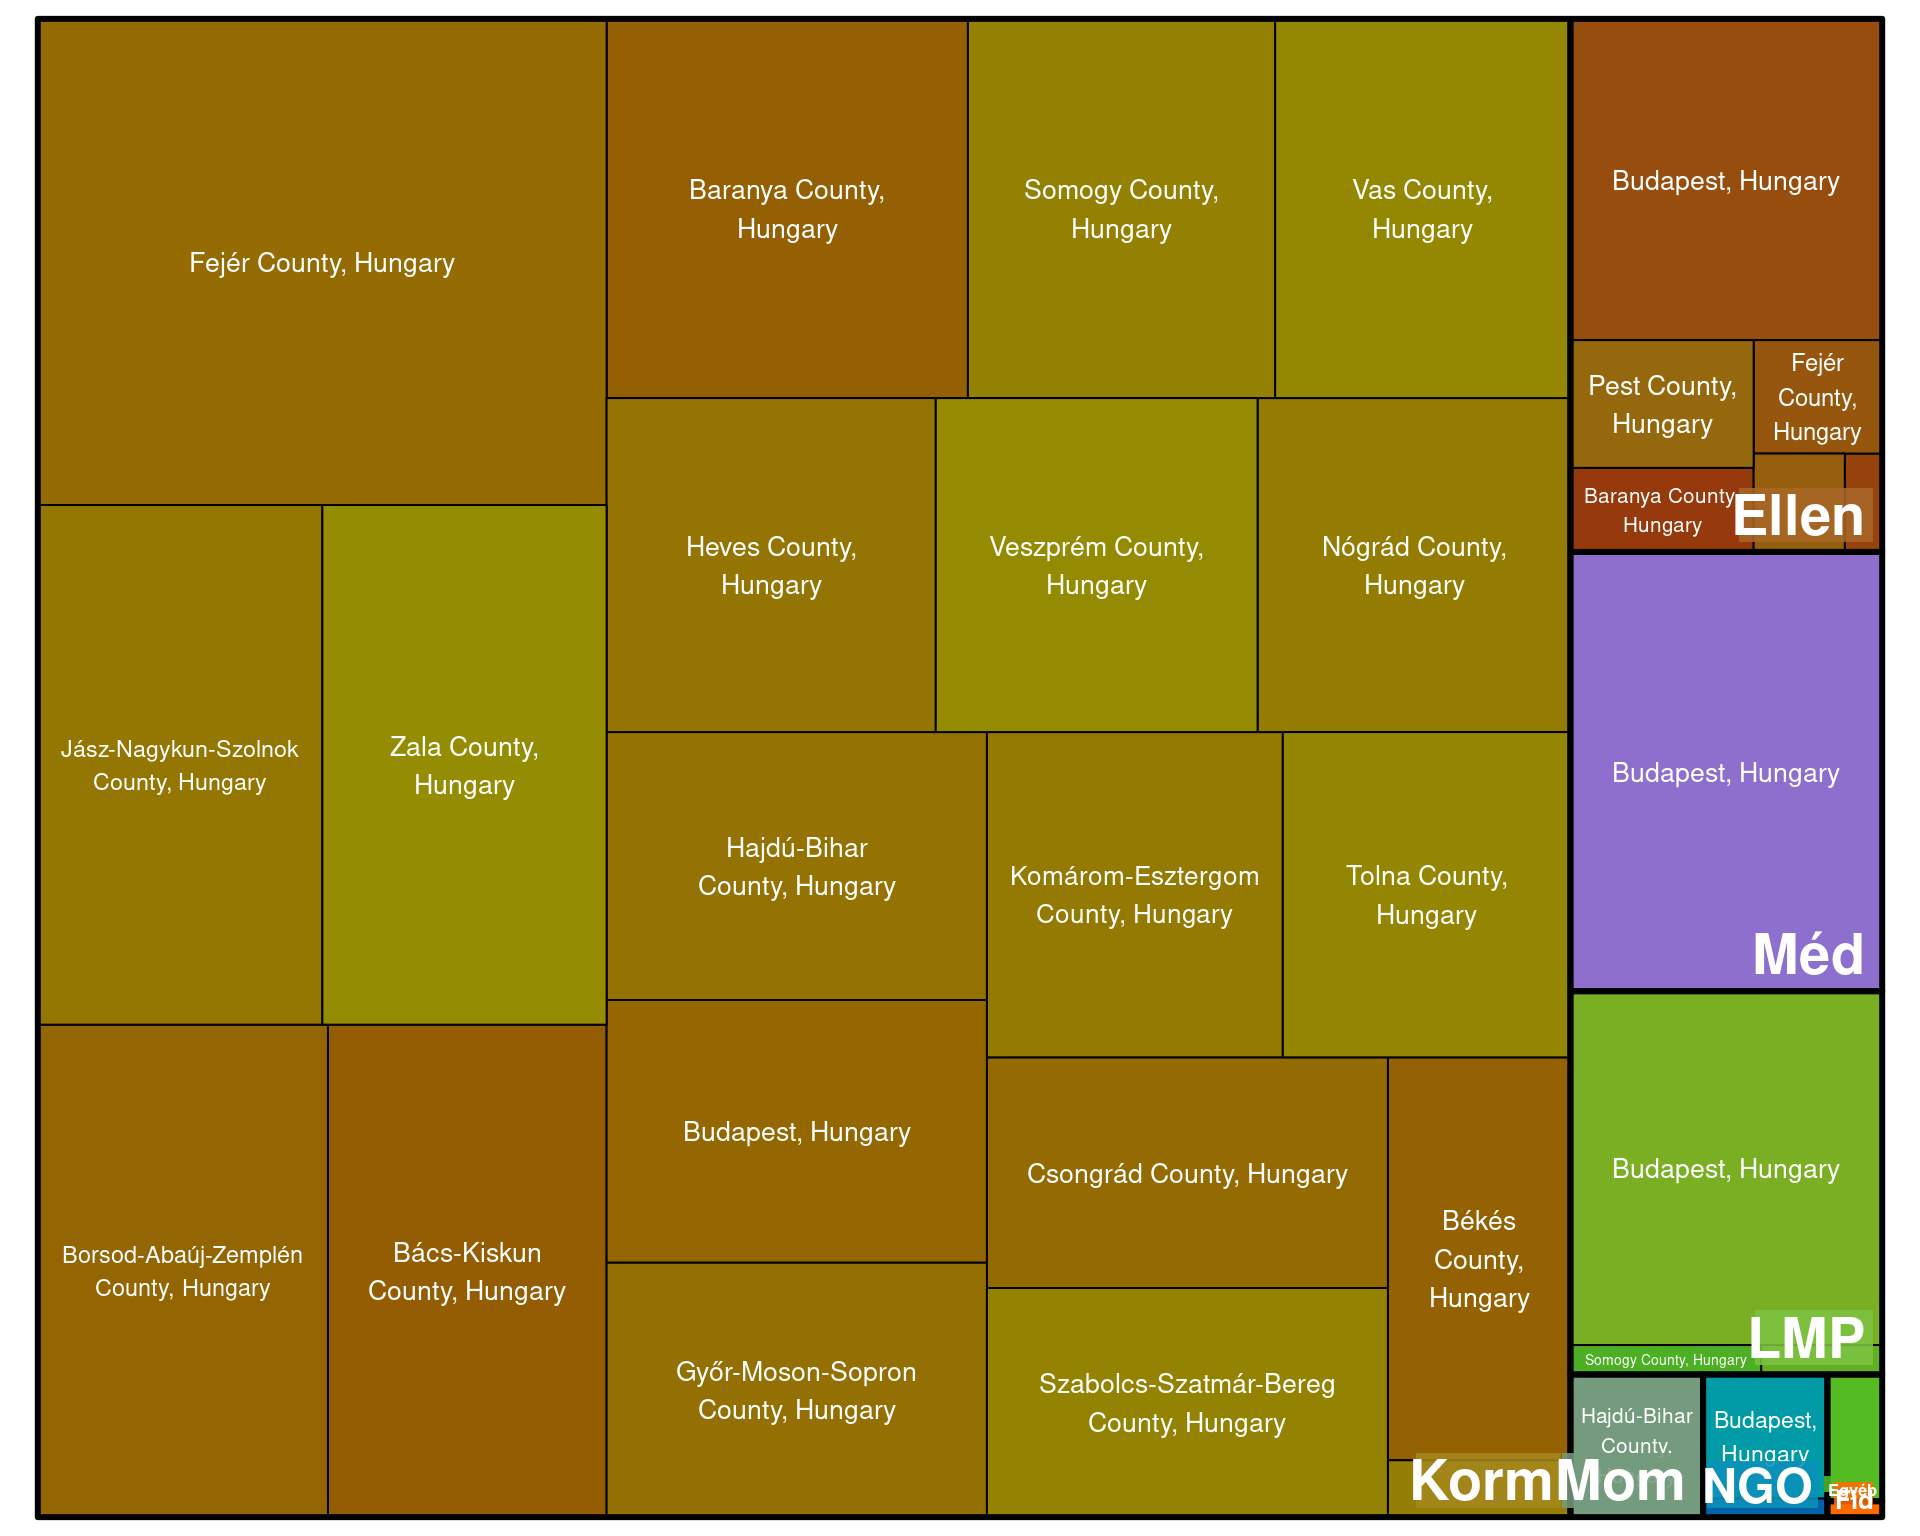 Fejér County, Hungary
Baranya County,
Hungary
Somogy County,
Hungary
Vas County,
Hungary
Budapest, Hungary
Pest County,
Hungary
Fejér
County,
Hungary
Baranya County
Hungary
Ellen
Heves County,
Hungary
Veszprém County,
Hungary
Nógrád County,
Hungary
Jász-Nagykun-Szolnok
County, Hungary
Zala County,
Hungary
Budapest, Hungary
Méd
Hajdú-Bihar
County, Hungary
Komárom-Esztergom
County, Hungary
Tolna County,
Hungary
Budapest, Hungary
Csongrád County, Hungary
Békés
County,
Hungary
Budapest, Hungary
LMP
Somogy County, Hungary
Borsod-Abaúj-Zemplén
County, Hungary
Bács-Kiskun
County, Hungary
Győr-Moson-Sopron
County, Hungary
Szabolcs-Szatmár-Bereg
County, Hungary
Korm
Hajdú-Bihar
County.
Mom
Budapest,
Hungary
NGO
Egyéb
Fid